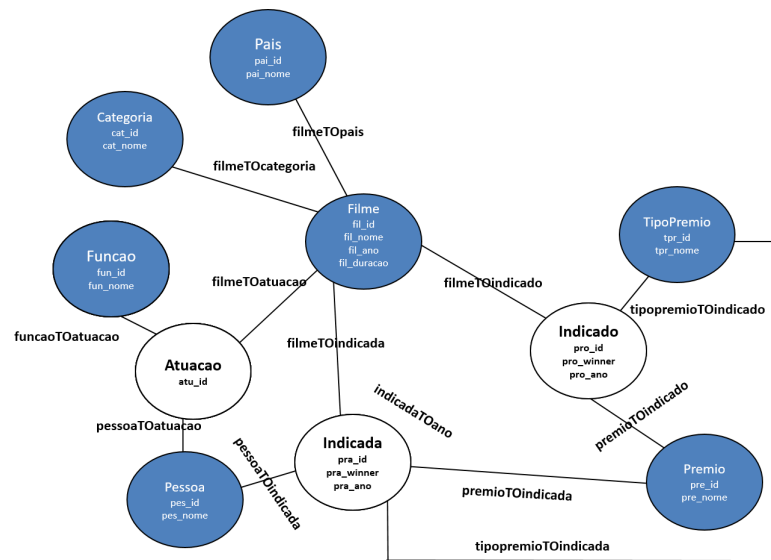 Pais
pai_id
pai_nome
filmeTOpais
Categoria
cat_id
cat_nome
filmeTOcategoria
Filme
fil_id
fil_nome
fil_ano
fil_duracao
TipoPremio
tpr_id
tpr_nome
Funcao
fun_id
fun_nome
filmeTOatuacao
filmeTOindicado
tipopremioTOindicado
funcaoTOatuacao
filmeTOindicada
Indicado
pro_id
pro_winner
pro_ano
Atuacao
atu_id
indicadaTOano
premioTOindicado
pessoaTOatuacao
pessoaTOindicada
Indicada
pra_id
pra_winner
pra_ano
Pessoa
pes_id
pes_nome
premioTOindicada
Premio
pre_id
pre_nome
tipopremioTOindicada